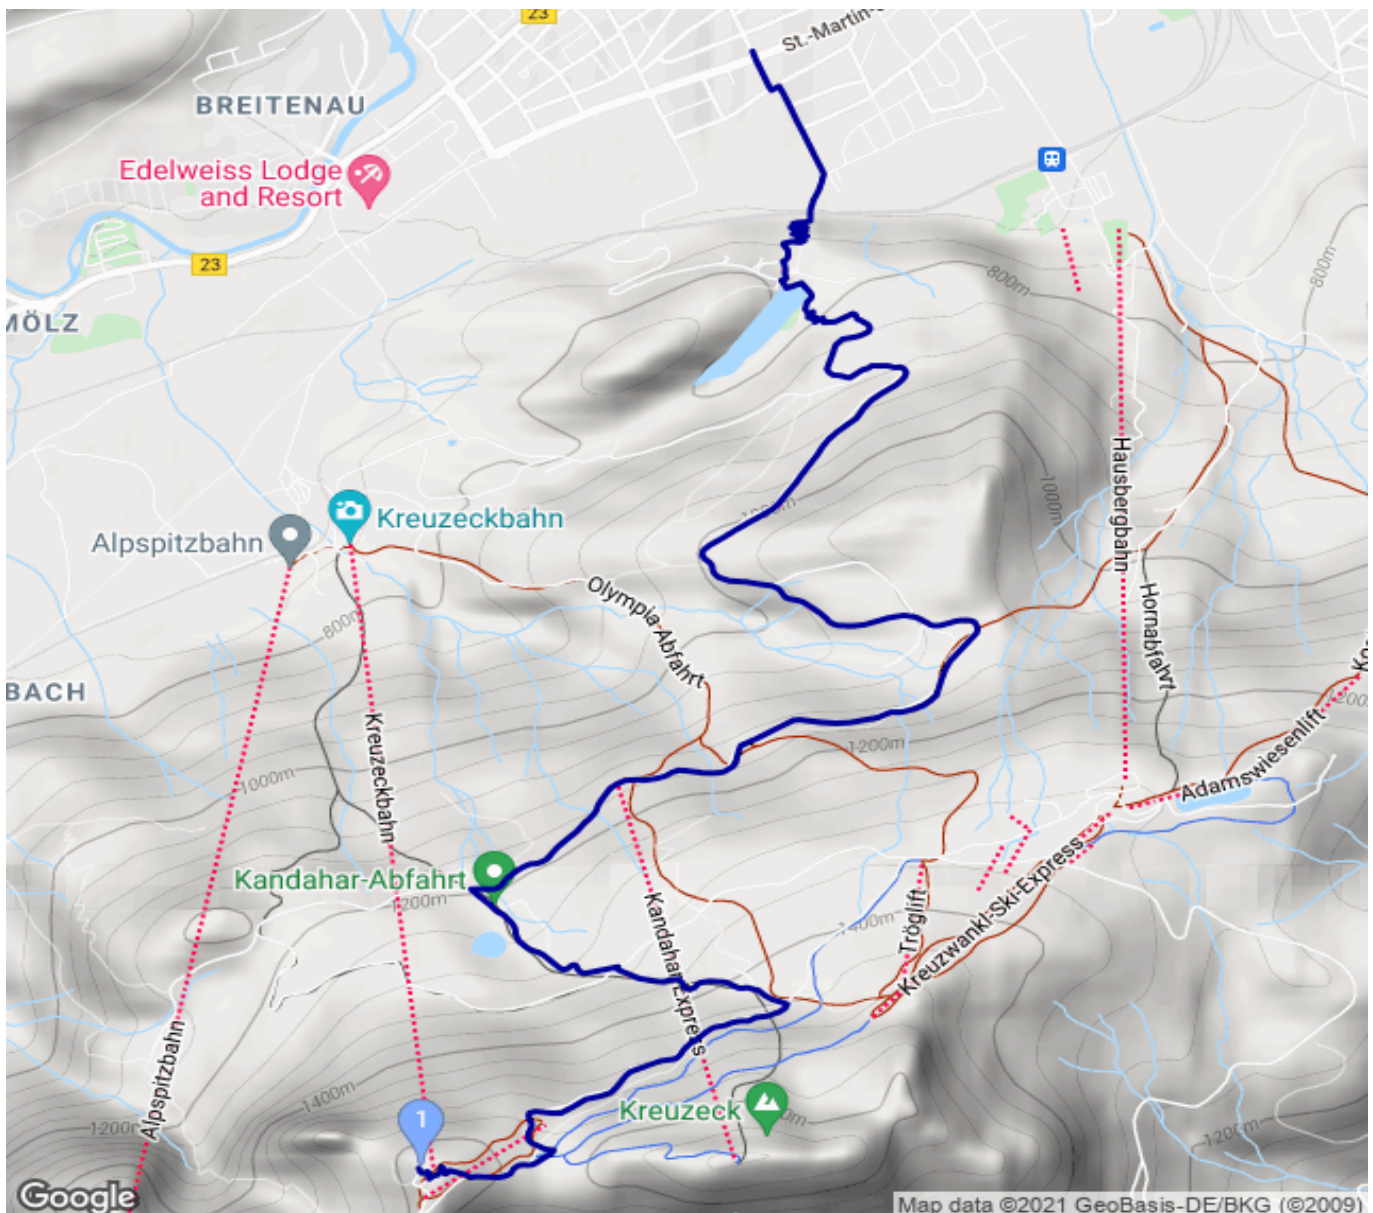 23
St.-Martin-S
BREITENAU
Edelweiss Lodge
and Resort
23
800m
800m
MÖLZ
Hausbergbahn
1000m
Kreuzeckbahn
Alpspitzbahn
Olympia-Abfahrt
Hornabfahrt
800m
BACH
Kreuzeckbahn
1200m
1000m
Adamswiesenlift
Kandahar-Abfahrt
1200m
Kandahar-Express
1400m
Tröglift
Kreuzwankl-Ski-Express
Alpspitzbahn
1400m
1200m
1
Kreuzeck
1200m
Google
Map data ©2021 GeoBasis-DE/BKG (©2009)